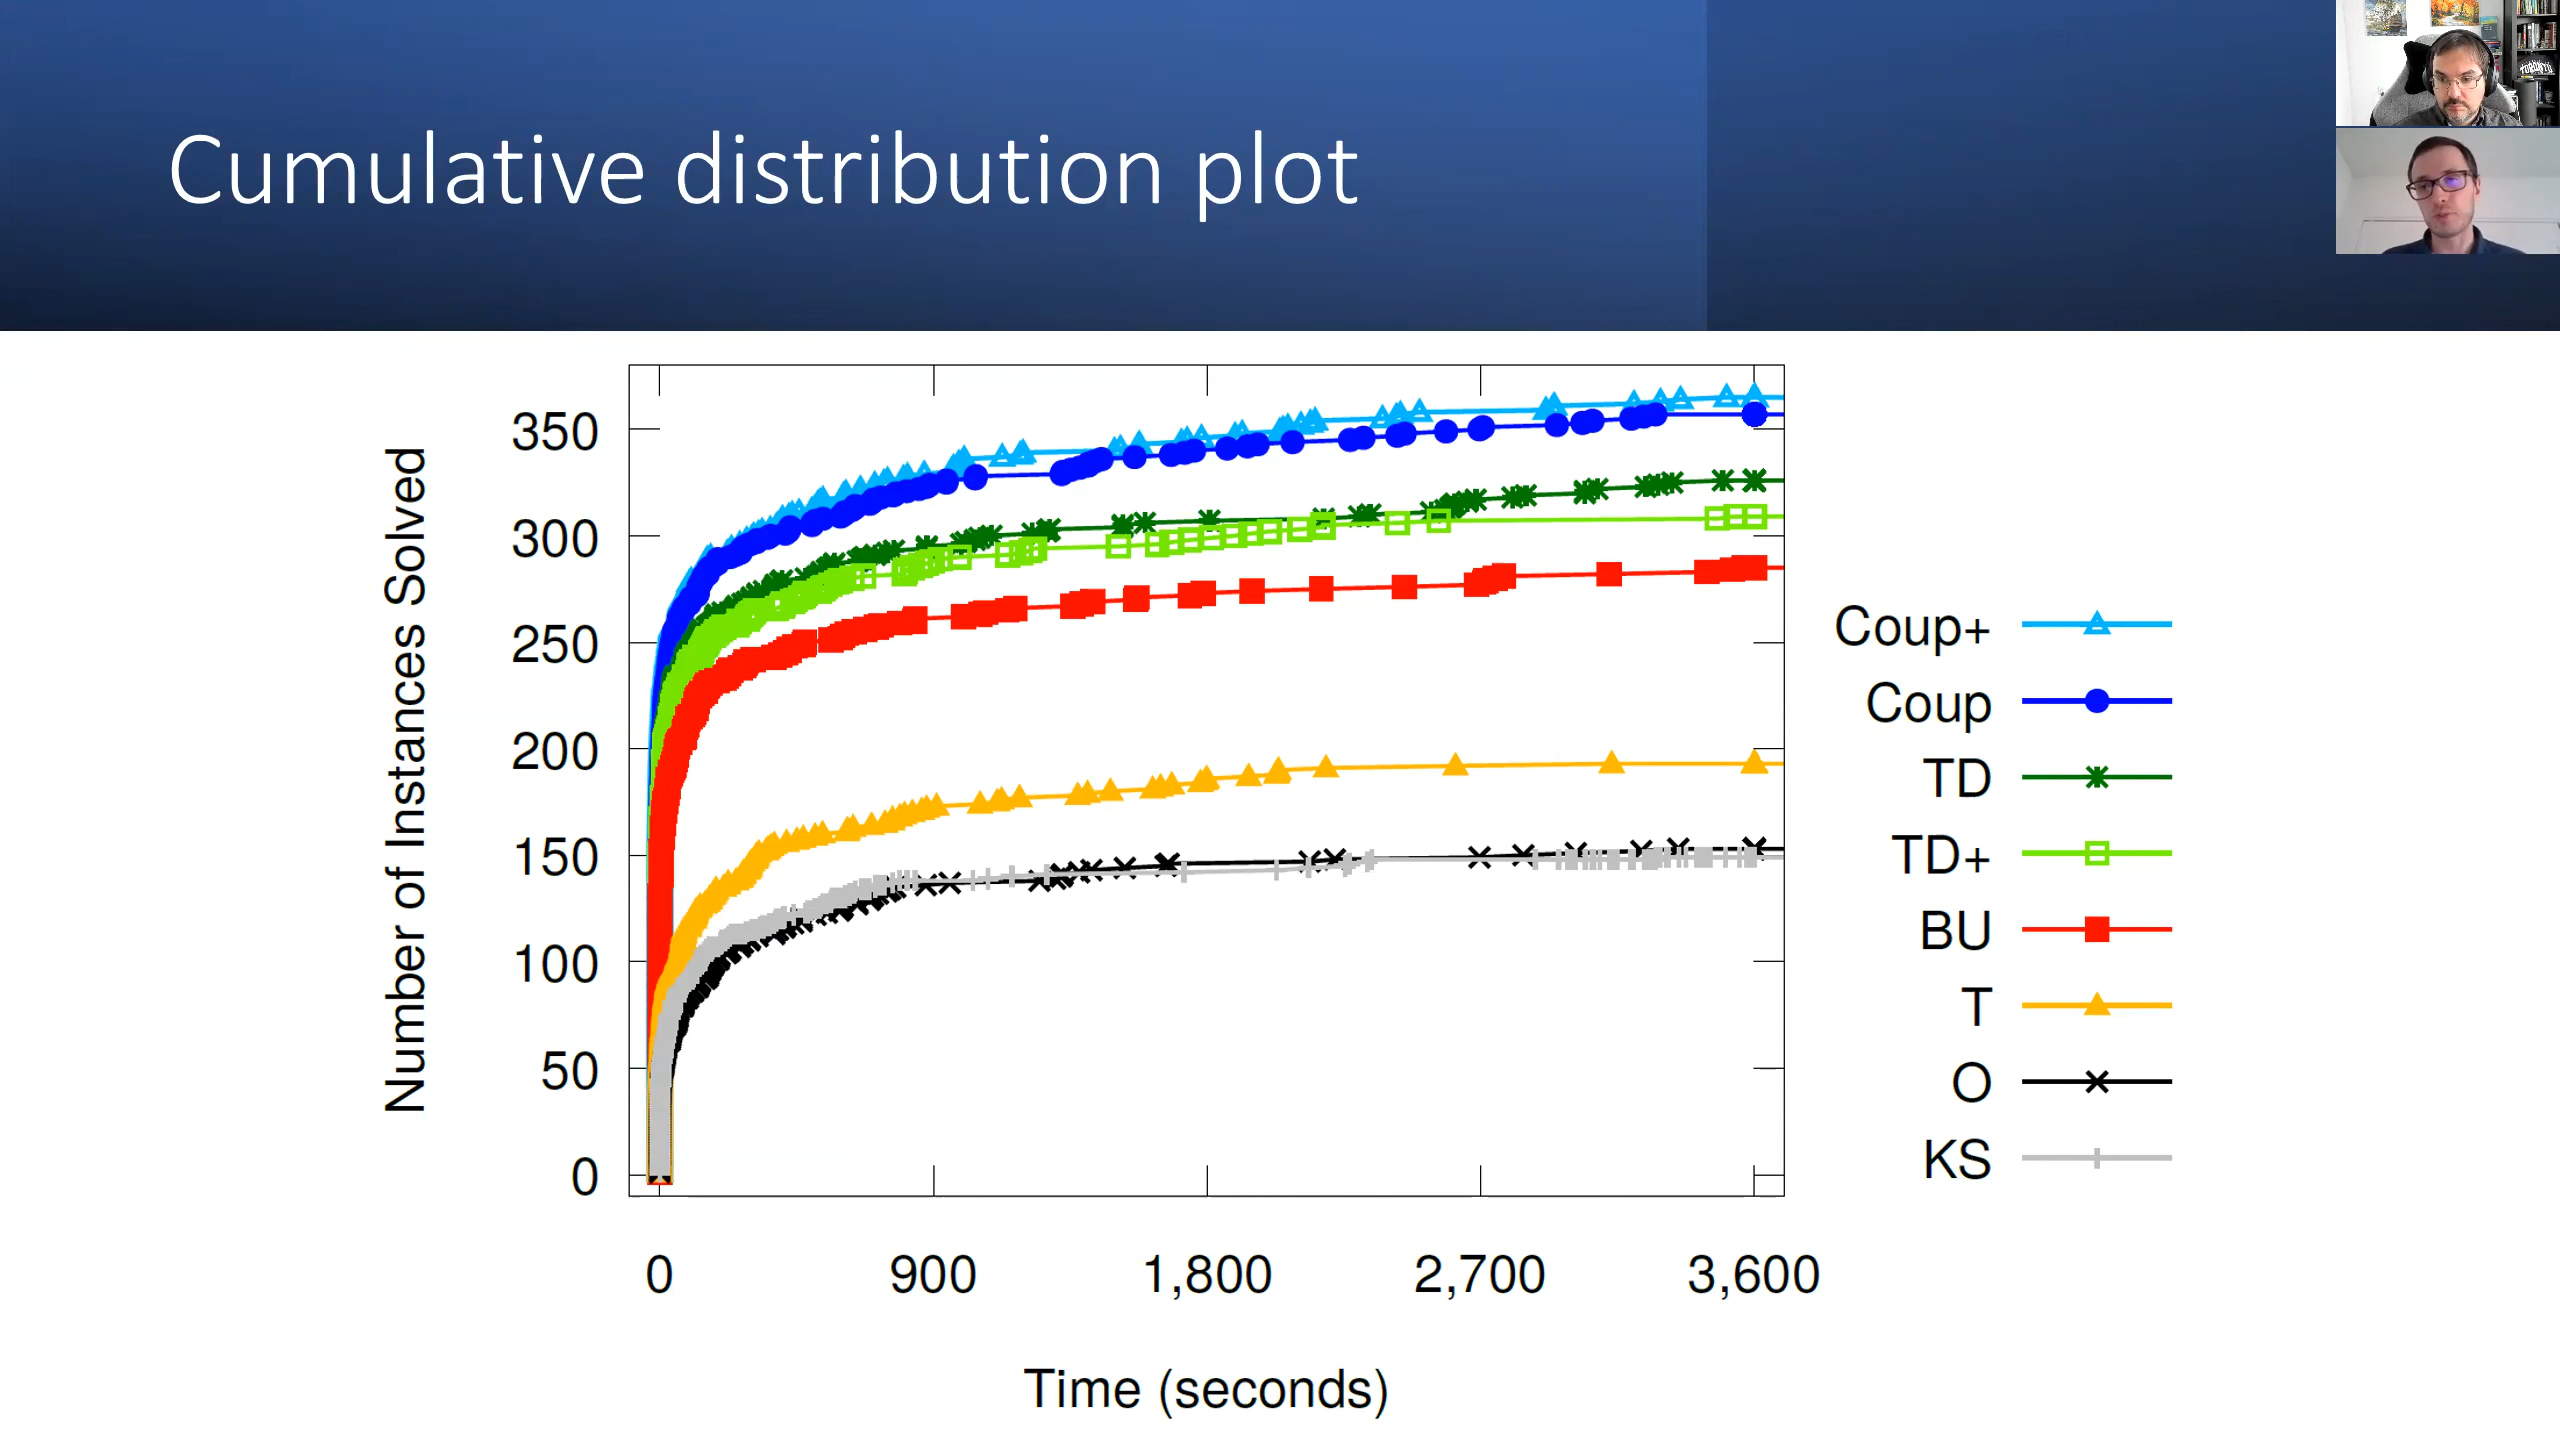 Cumulative distribution plot
TORONTO
Number of Instances Solved
350
300
250
200
150
100
50
0
0 900 1,800 2,700 3,600
Time (seconds)
Coup+
Coup
TD
TD+
BU
T
O
KS